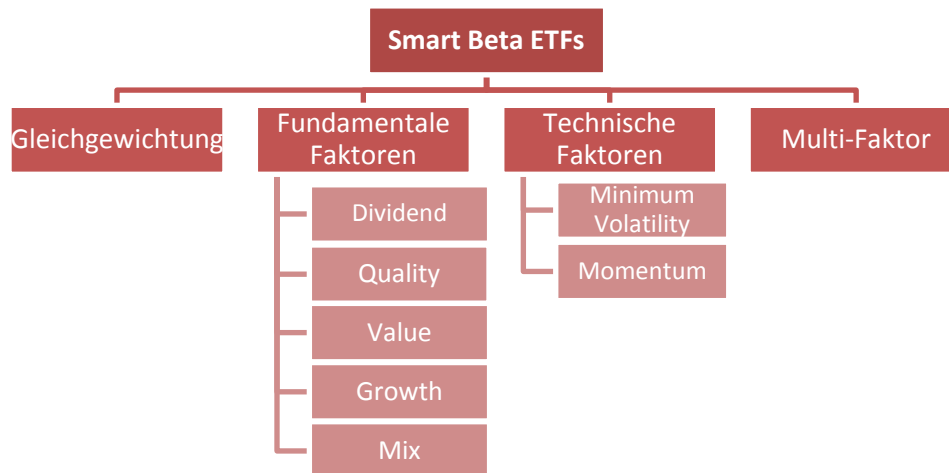 Smart Beta ETFs
Gleichgewichtung
Fundamentale
Faktoren
Dividend
Quality
Value
Growth
Mix
Technische
Faktoren
Minimum
Volatility
Momentum
Multi-Faktor